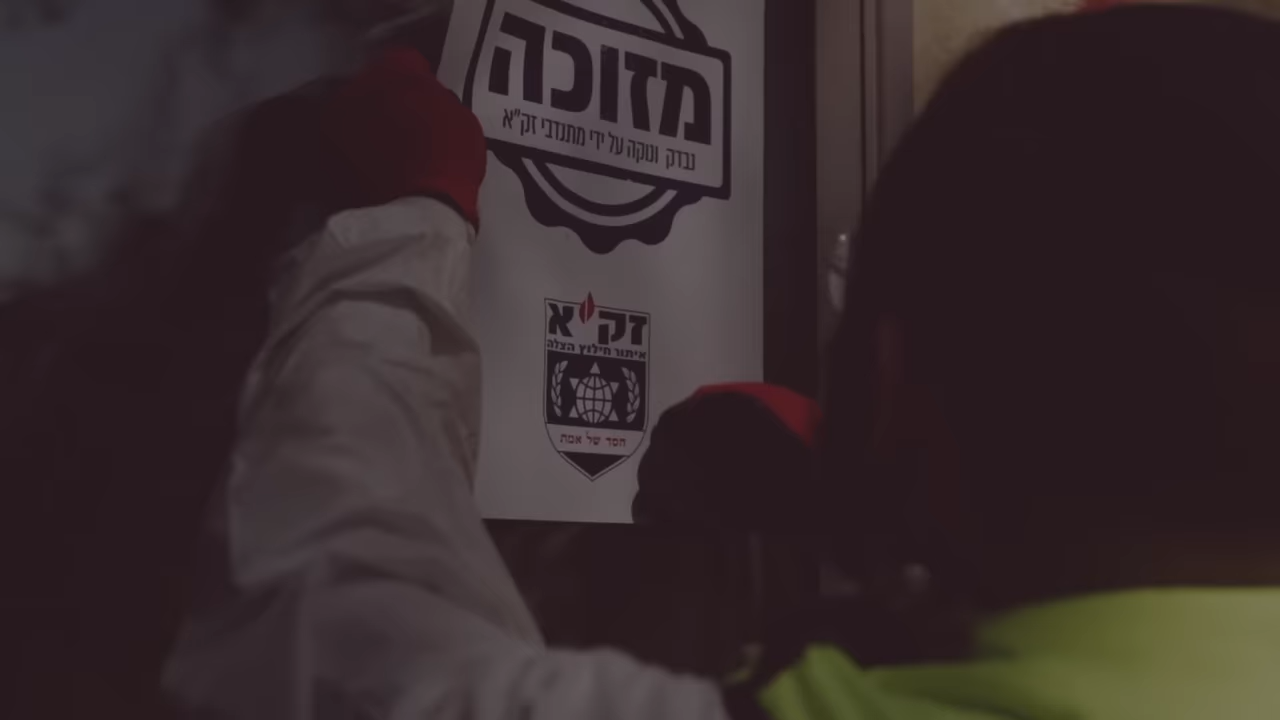 מזוכה
נבדק ונוקה על ידי מתנדבי זק"א
זק"א
איתור חילוץ הצלה
חסד של אמת